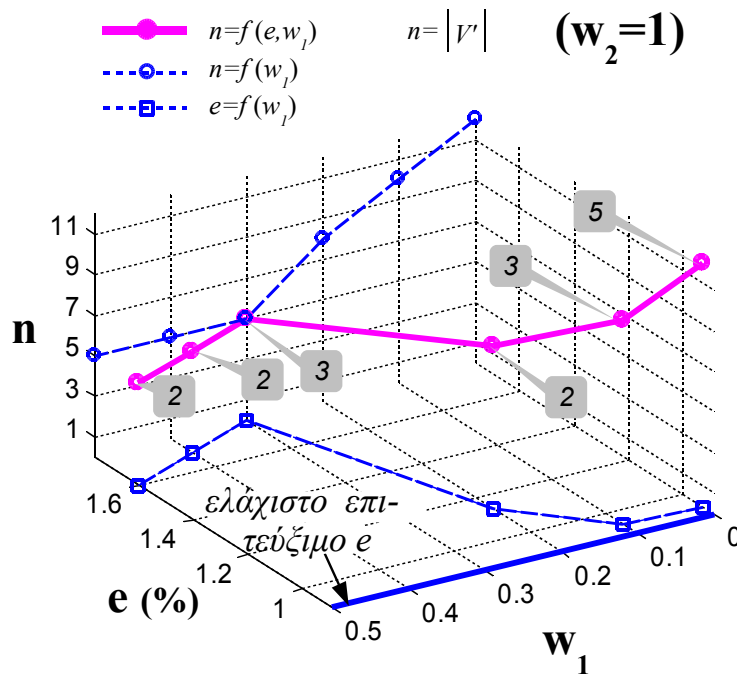 n=f(e,w₁)
n=|V'|
(w₂=1)
n=f(w₁)
e=f(w₁)
11
9
7
5
3
1
n
5
3
2
2
3
2
1.6
1.4
1.2
1
e (%)
ελάχιστο επι-
τεύξιμο e
0.5
0.4
0.3
0.2
0.1
0
w₁